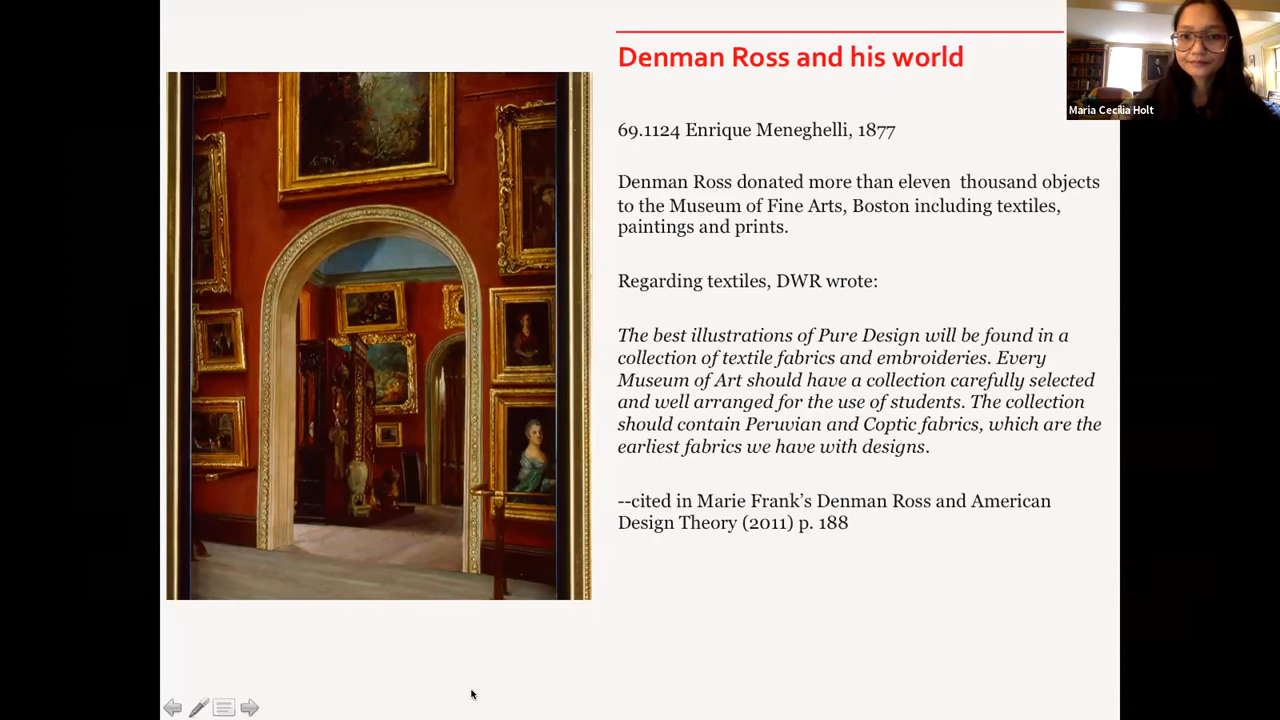 Denman Ross and his world
Maria Cecilia Holt
69.1124 Enrique Meneghelli, 1877
Denman Ross donated more than eleven  thousand objects
to the Museum of Fine Arts, Boston including textiles,
paintings and prints.
Regarding textiles, DWR wrote:
The best illustrations of Pure Design will be found in a
collection of textile fabrics and embroideries. Every
Museum of Art should have a collection carefully selected
and well arranged for the use of students. The collection
should contain Peruvian and Coptic fabrics, which are the
earliest fabrics we have with designs.
--cited in Marie Frank’s Denman Ross and American
Design Theory (2011) p. 188